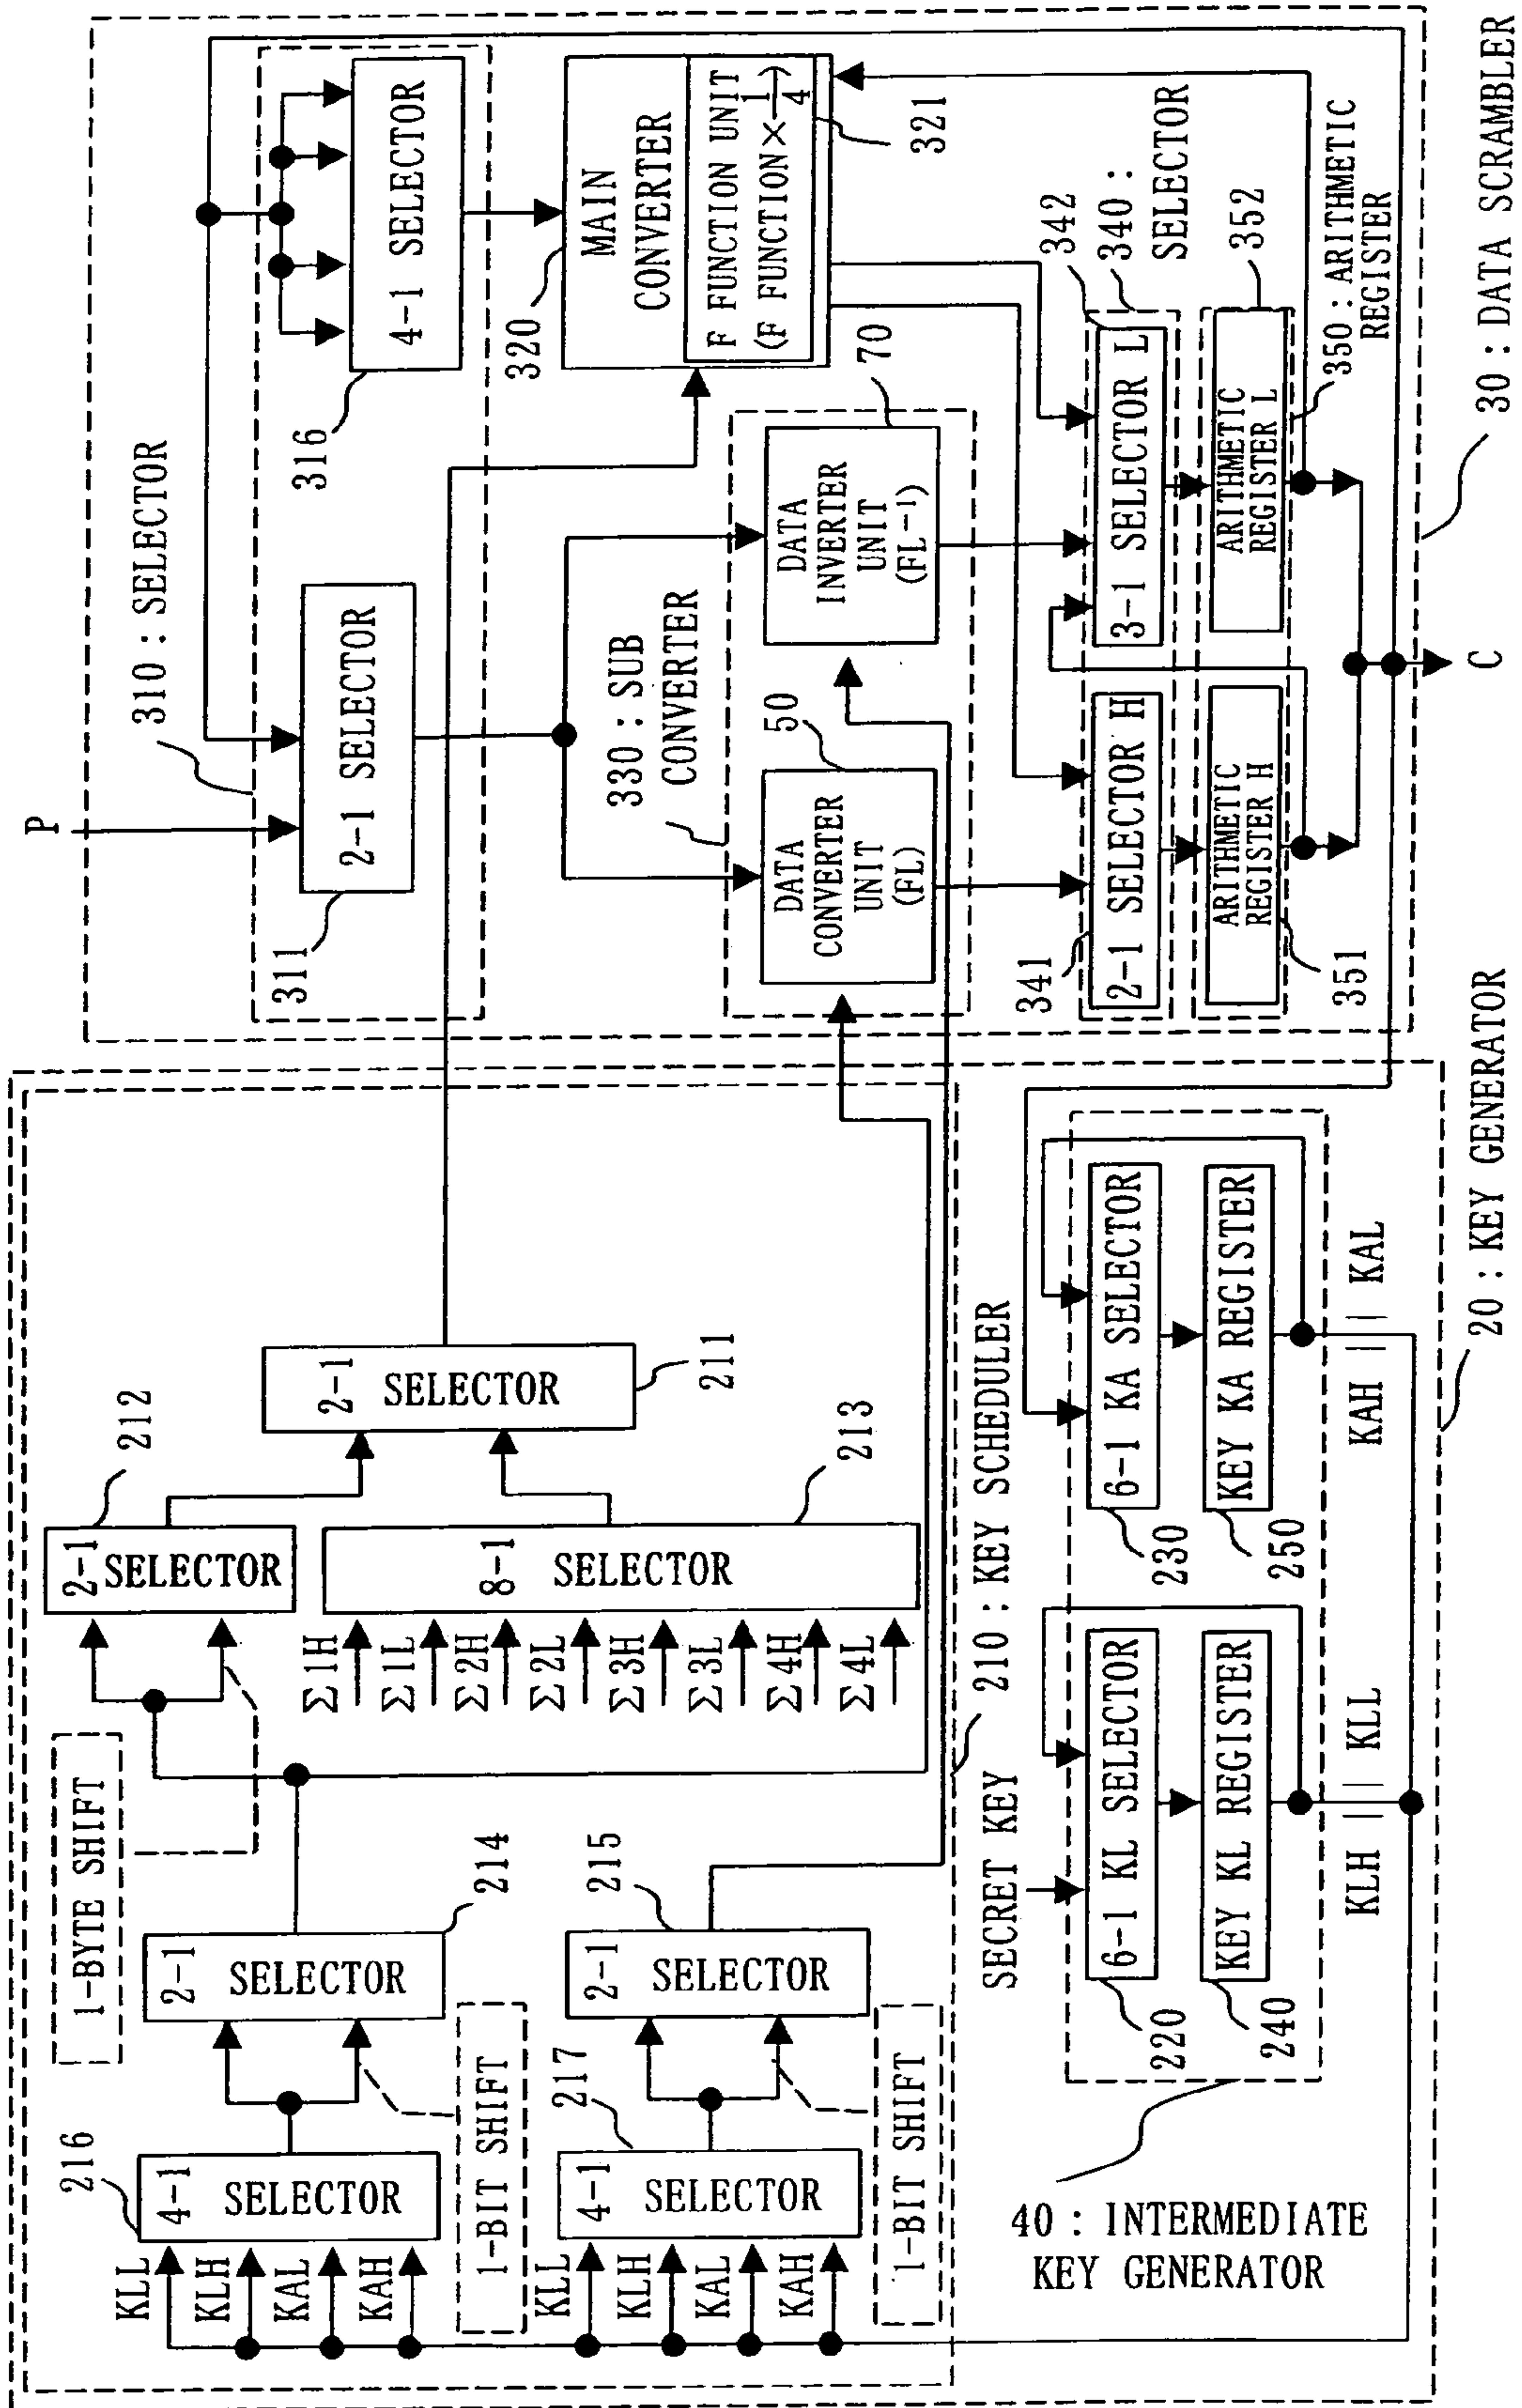 P
310 : SELECTOR
311
2-1 SELECTOR
316
4-1 SELECTOR
320
MAIN
CONVERTER
F FUNCTION UNIT
(F FUNCTION × 1/4)
321
330 : SUB
CONVERTER
50
DATA
CONVERTER
UNIT
(FL)
70
DATA
INVERTER
UNIT
(FL⁻¹)
341
2-1 SELECTOR H
3-1 SELECTOR L
342
340 :
SELECTOR
ARITHMETIC
REGISTER H
351
ARITHMETIC
REGISTER L
352
350 : ARITHMETIC
REGISTER
C
30 : DATA SCRAMBLER
1-BYTE SHIFT
212
2-1
SELECTOR
2-1
SELECTOR
211
Σ1H
Σ1L
Σ2H
Σ2L
Σ3H
Σ3L
Σ4H
Σ4L
8-1
SELECTOR
213
216
4-1
SELECTOR
KLL
KLH
KAL
KAH
2-1
SELECTOR
214
1-BIT SHIFT
217
4-1
SELECTOR
KLL
KLH
KAL
KAH
2-1
SELECTOR
215
1-BIT SHIFT
210 : KEY SCHEDULER
SECRET KEY
220
6-1 KL SELECTOR
240
KEY KL REGISTER
230
6-1 KA SELECTOR
250
KEY KA REGISTER
KLH
KLL
KAH
KAL
40 : INTERMEDIATE
KEY GENERATOR
20 : KEY GENERATOR